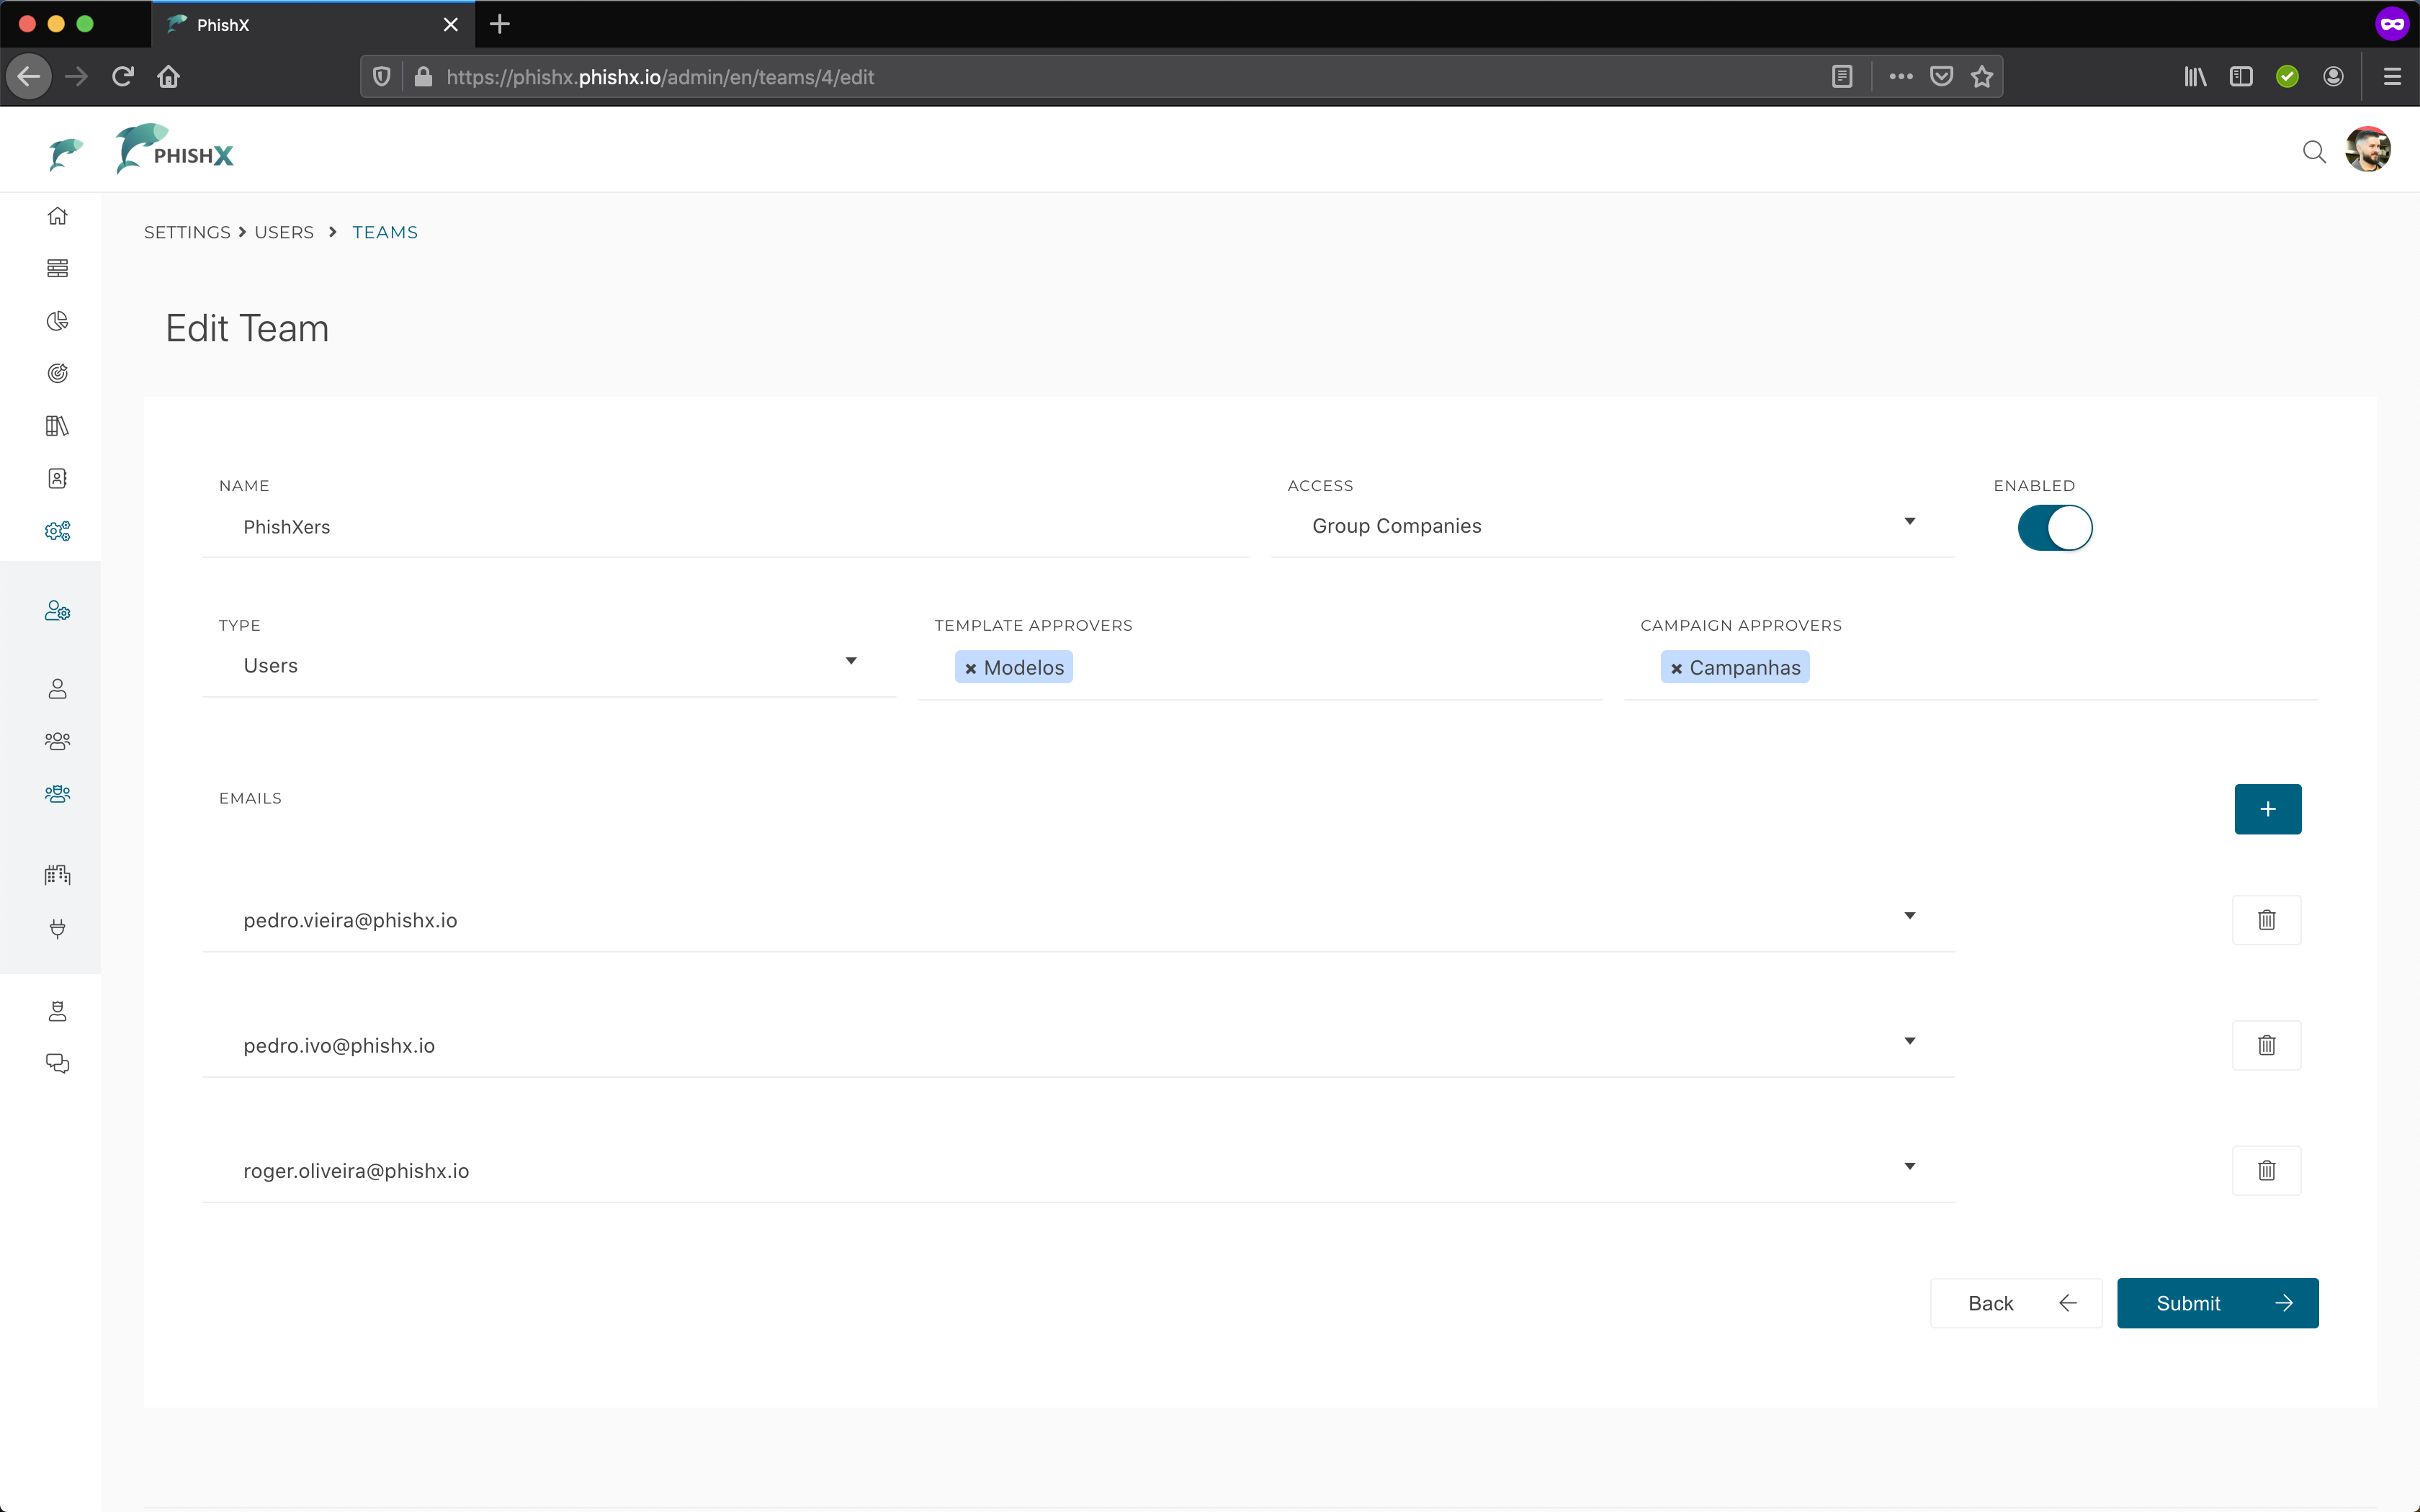 PhishX
https://phishx.phishx.io/admin/en/teams/4/edit
PHISHX
SETTINGS USERS TEAMS
Edit Team
NAME ACCESS ENABLED
PhishXers Group Companies
TYPE TEMPLATE APPROVERS CAMPAIGN APPROVERS
Users × Modelos × Campanhas
EMAILS
+
pedro.vieira@phishx.io
pedro.ivo@phishx.io
roger.oliveira@phishx.io
Back Submit